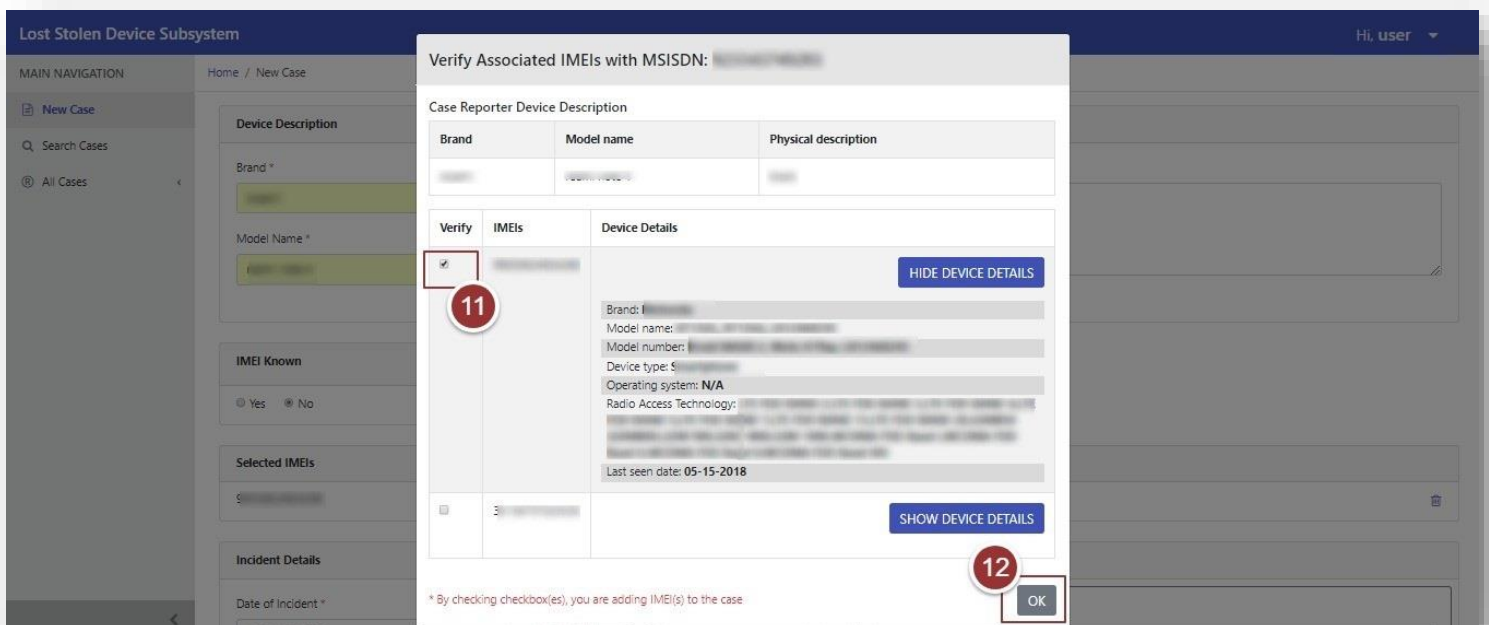 Lost Stolen Device Subsystem
Hi, user
MAIN NAVIGATION
New Case
Search Cases
All Cases
Home / New Case
Device Description
Brand *
Model Name *
IMEI Known
Yes No
Selected IMEIs
9
Incident Details
Date of Incident *
Verify Associated IMEIs with MSISDN:
Case Reporter Device Description
Brand Model name Physical description
Verify IMEIs Device Details
HIDE DEVICE DETAILS
11
Brand:
Model name:
Model number:
Device type: S
Operating system: N/A
Radio Access Technology:
Last seen date: 05-15-2018
3
SHOW DEVICE DETAILS
12
* By checking checkbox(es), you are adding IMEI(s) to the case
OK